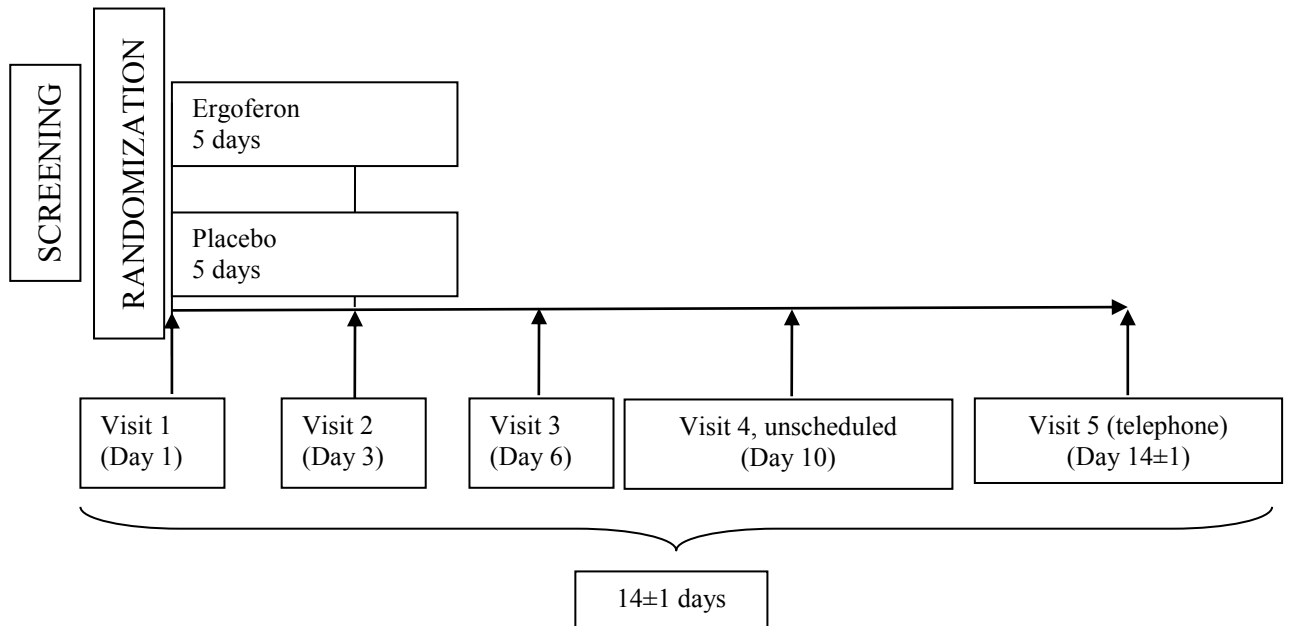 SCREENING
RANDOMIZATION
Ergoferon
5 days
Placebo
5 days
Visit 1
(Day 1)
Visit 2
(Day 3)
Visit 3
(Day 6)
Visit 4, unscheduled
(Day 10)
Visit 5 (telephone)
(Day 14±1)
14±1 days